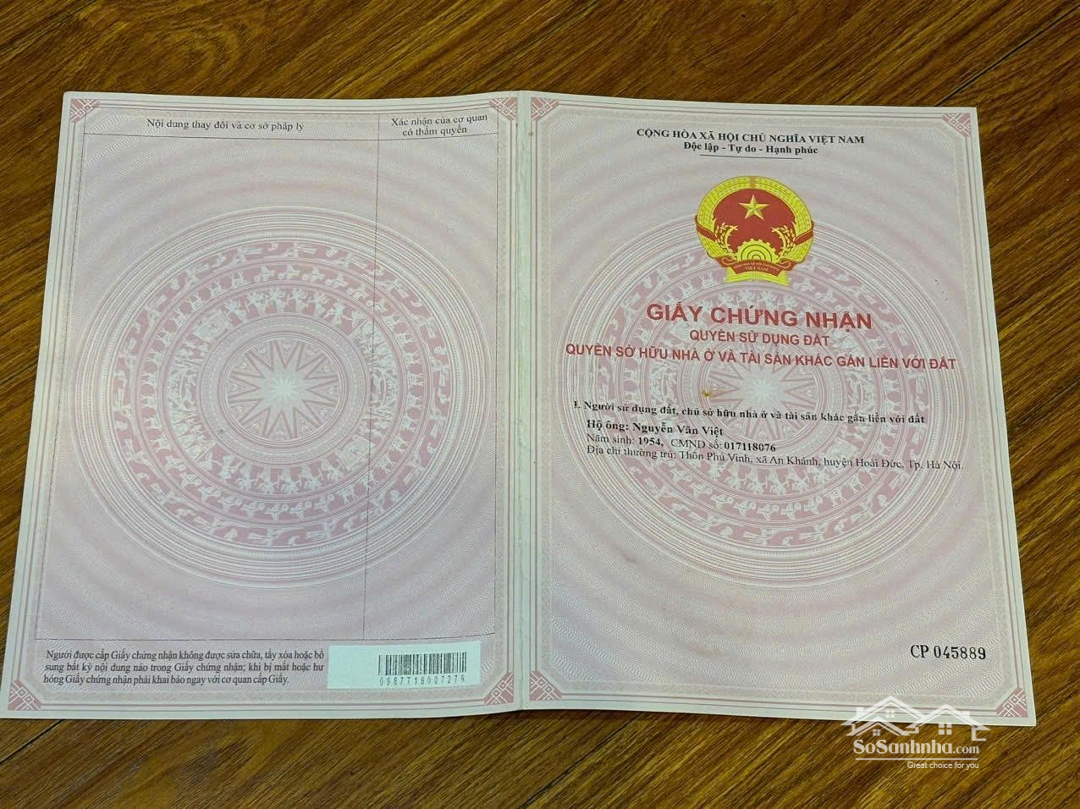 Nội dung thay đổi và cơ sở pháp lý
Xác nhận của cơ quan
có thẩm quyền
Người được cấp Giấy chứng nhận không được sửa chữa, tẩy xóa hoặc bổ
sung bất kỳ nội dung nào trong Giấy chứng nhận; khi bị mất hoặc hư
hỏng Giấy chứng nhận phải khai báo ngay với cơ quan cấp Giấy.
0987719007279
CỘNG HÒA XÃ HỘI CHỦ NGHĨA VIỆT NAM
Độc lập - Tự do - Hạnh phúc
VIỆT NAM
GIẤY CHỨNG NHẬN
QUYỀN SỬ DỤNG ĐẤT
QUYỀN SỞ HỮU NHÀ Ở VÀ TÀI SẢN KHÁC GẮN LIỀN VỚI ĐẤT
I. Người sử dụng đất, chủ sở hữu nhà ở và tài sản khác gắn liền với đất
Hộ ông: Nguyễn Văn Việt
Năm sinh: 1954, CMND số: 017118076
Địa chỉ thường trú: Thôn Phú Vinh, xã An Khánh, huyện Hoài Đức, Tp. Hà Nội.
CP 045889
SoSanhnha.com
Great choice for you